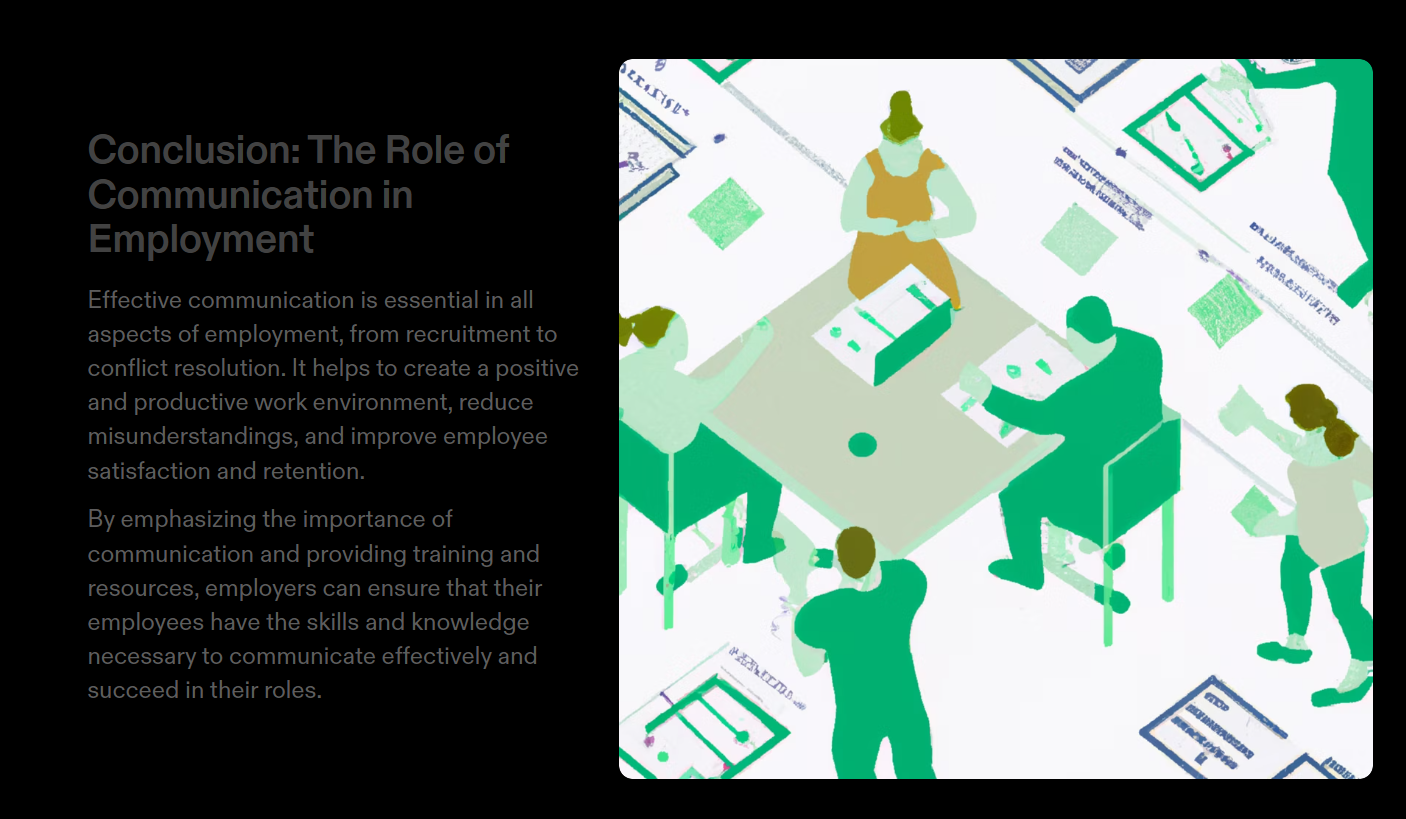 Conclusion: The Role of
Communication in
Employment
Effective communication is essential in all
aspects of employment, from recruitment to
conflict resolution. It helps to create a positive
and productive work environment, reduce
misunderstandings, and improve employee
satisfaction and retention.
By emphasizing the importance of
communication and providing training and
resources, employers can ensure that their
employees have the skills and knowledge
necessary to communicate effectively and
succeed in their roles.